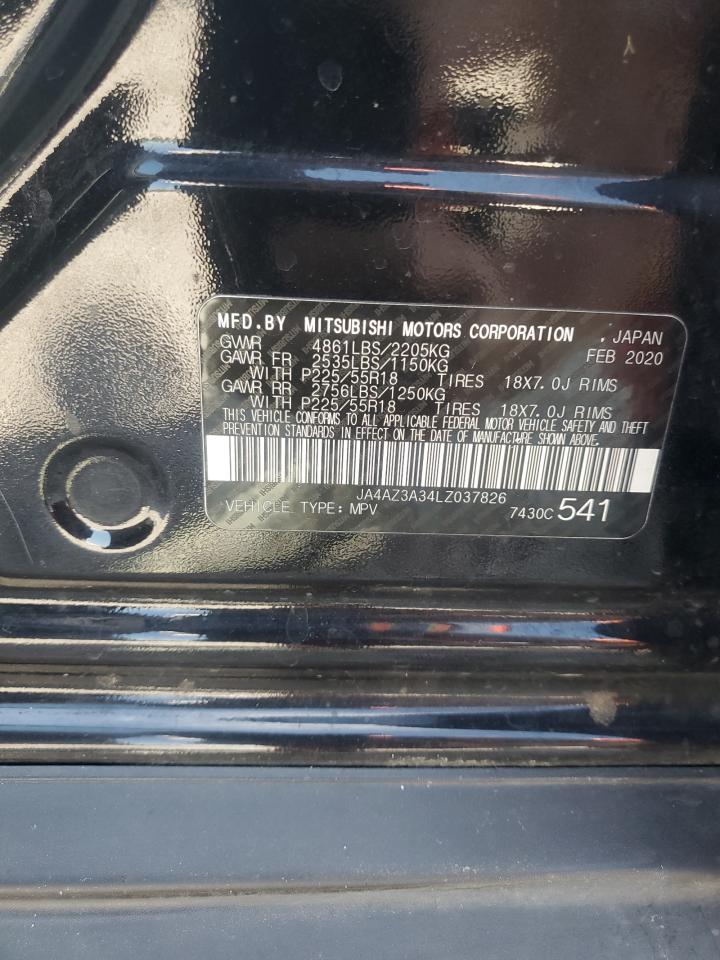 MFD.BY MITSUBISHI MOTORS CORPORATION . JAPAN
GVWR 4861LBS/2205KG FEB 2020
GAWR FR 2535LBS/1150KG
WITH P225/55R18 TIRES 18X7.0J RIMS
GAWR RR 2756LBS/1250KG
WITH P225/55R18 TIRES 18X7.0J RIMS
THIS VEHICLE CONFORMS TO ALL APPLICABLE FEDERAL MOTOR VEHICLE SAFETY AND THEFT
PREVENTION STANDARDS IN EFFECT ON THE DATE OF MANUFACTURE SHOWN ABOVE.
JA4AZ3A34LZ037826
VEHICLE TYPE: MPV 7430C 541